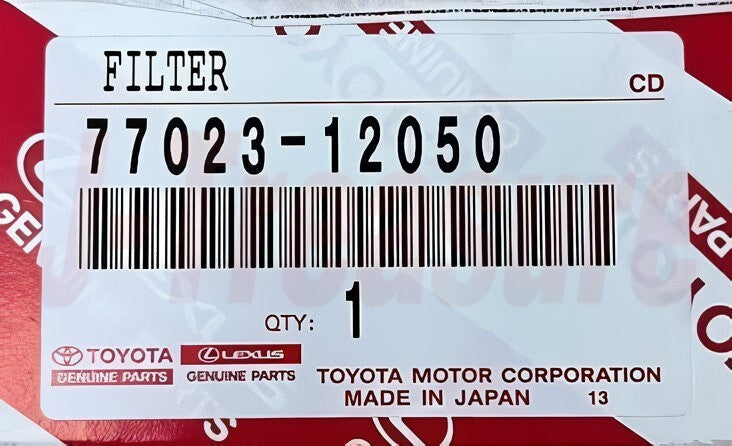 FILTER
CD
77023-12050
QTY: 1
TOYOTA LEXUS
GENUINE PARTS GENUINE PARTS
TOYOTA MOTOR CORPORATION
MADE IN JAPAN 13